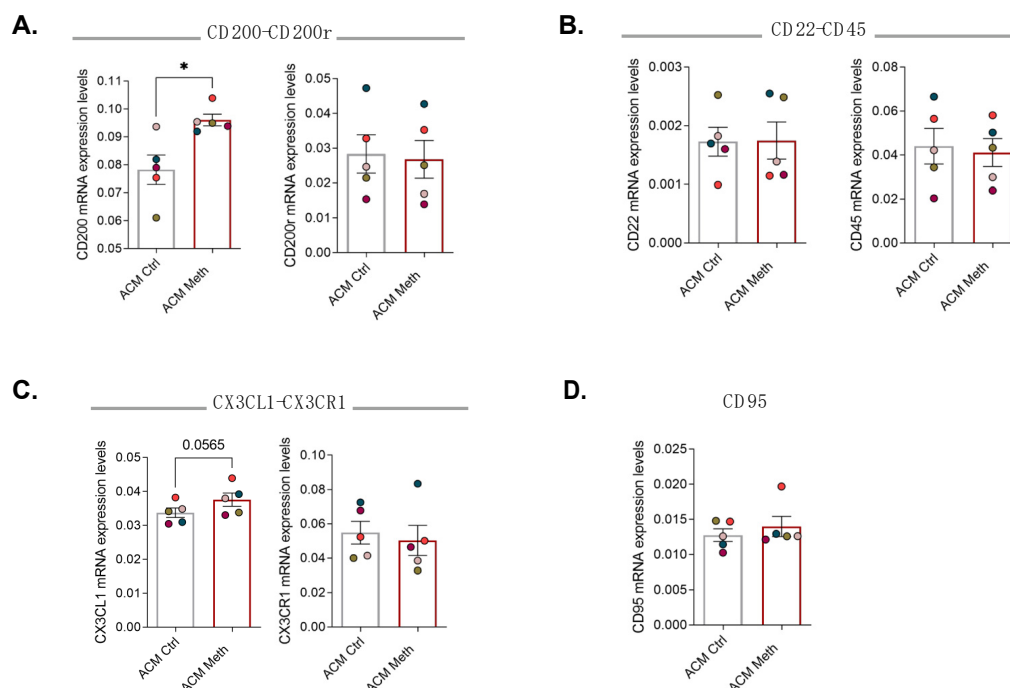 A.
CD200-CD200r
CD200 mRNA expression levels
0.11
0.10
0.09
0.08
0.07
0.06
0.05
*
ACM Ctrl
ACM Meth
CD200r mRNA expression levels
0.05
0.04
0.03
0.02
0.01
0.00
ACM Ctrl
ACM Meth
B.
CD22-CD45
CD22 mRNA expression levels
0.003
0.002
0.001
0.000
ACM Ctrl
ACM Meth
CD45 mRNA expression levels
0.08
0.06
0.04
0.02
0.00
ACM Ctrl
ACM Meth
C.
CX3CL1-CX3CR1
CX3CL1 mRNA expression levels
0.05
0.04
0.03
0.02
0.01
0.00
0.0565
ACM Ctrl
ACM Meth
CX3CR1 mRNA expression levels
0.10
0.08
0.06
0.04
0.02
0.00
ACM Ctrl
ACM Meth
D.
CD95
CD95 mRNA expression levels
0.025
0.020
0.015
0.010
0.005
0.000
ACM Ctrl
ACM Meth